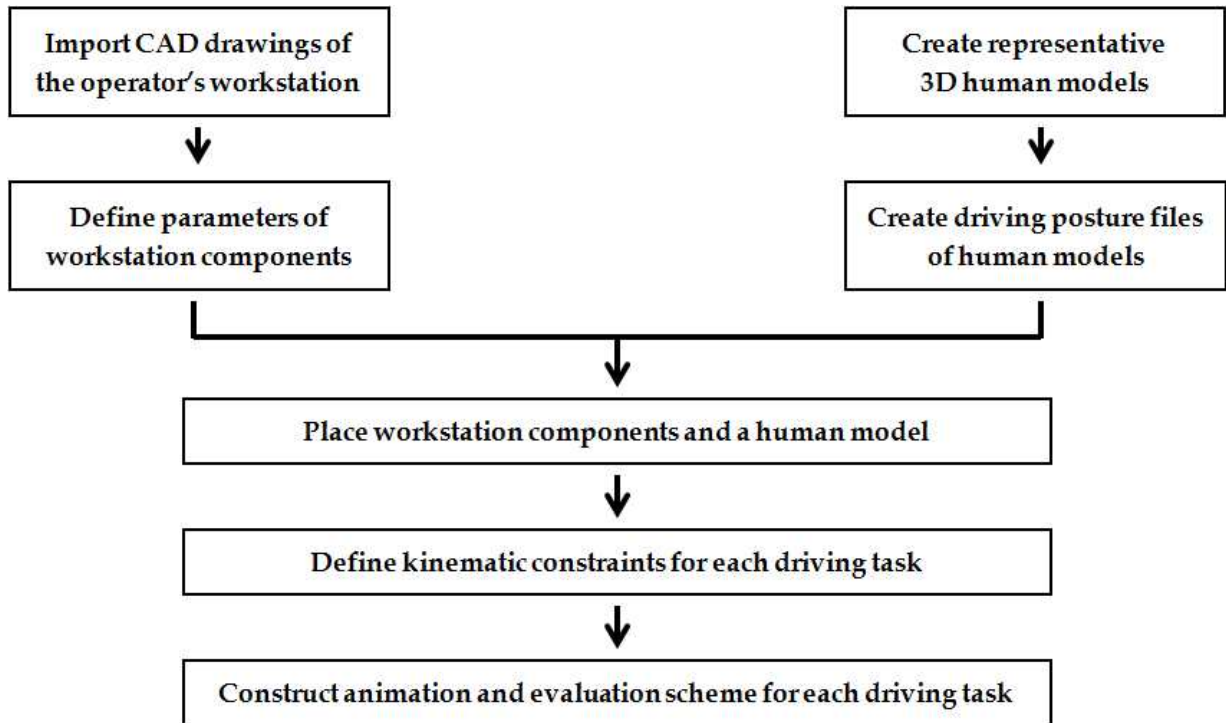 Import CAD drawings of
the operator's workstation
Create representative
3D human models
Define parameters of
workstation components
Create driving posture files
of human models
Place workstation components and a human model
Define kinematic constraints for each driving task
Construct animation and evaluation scheme for each driving task